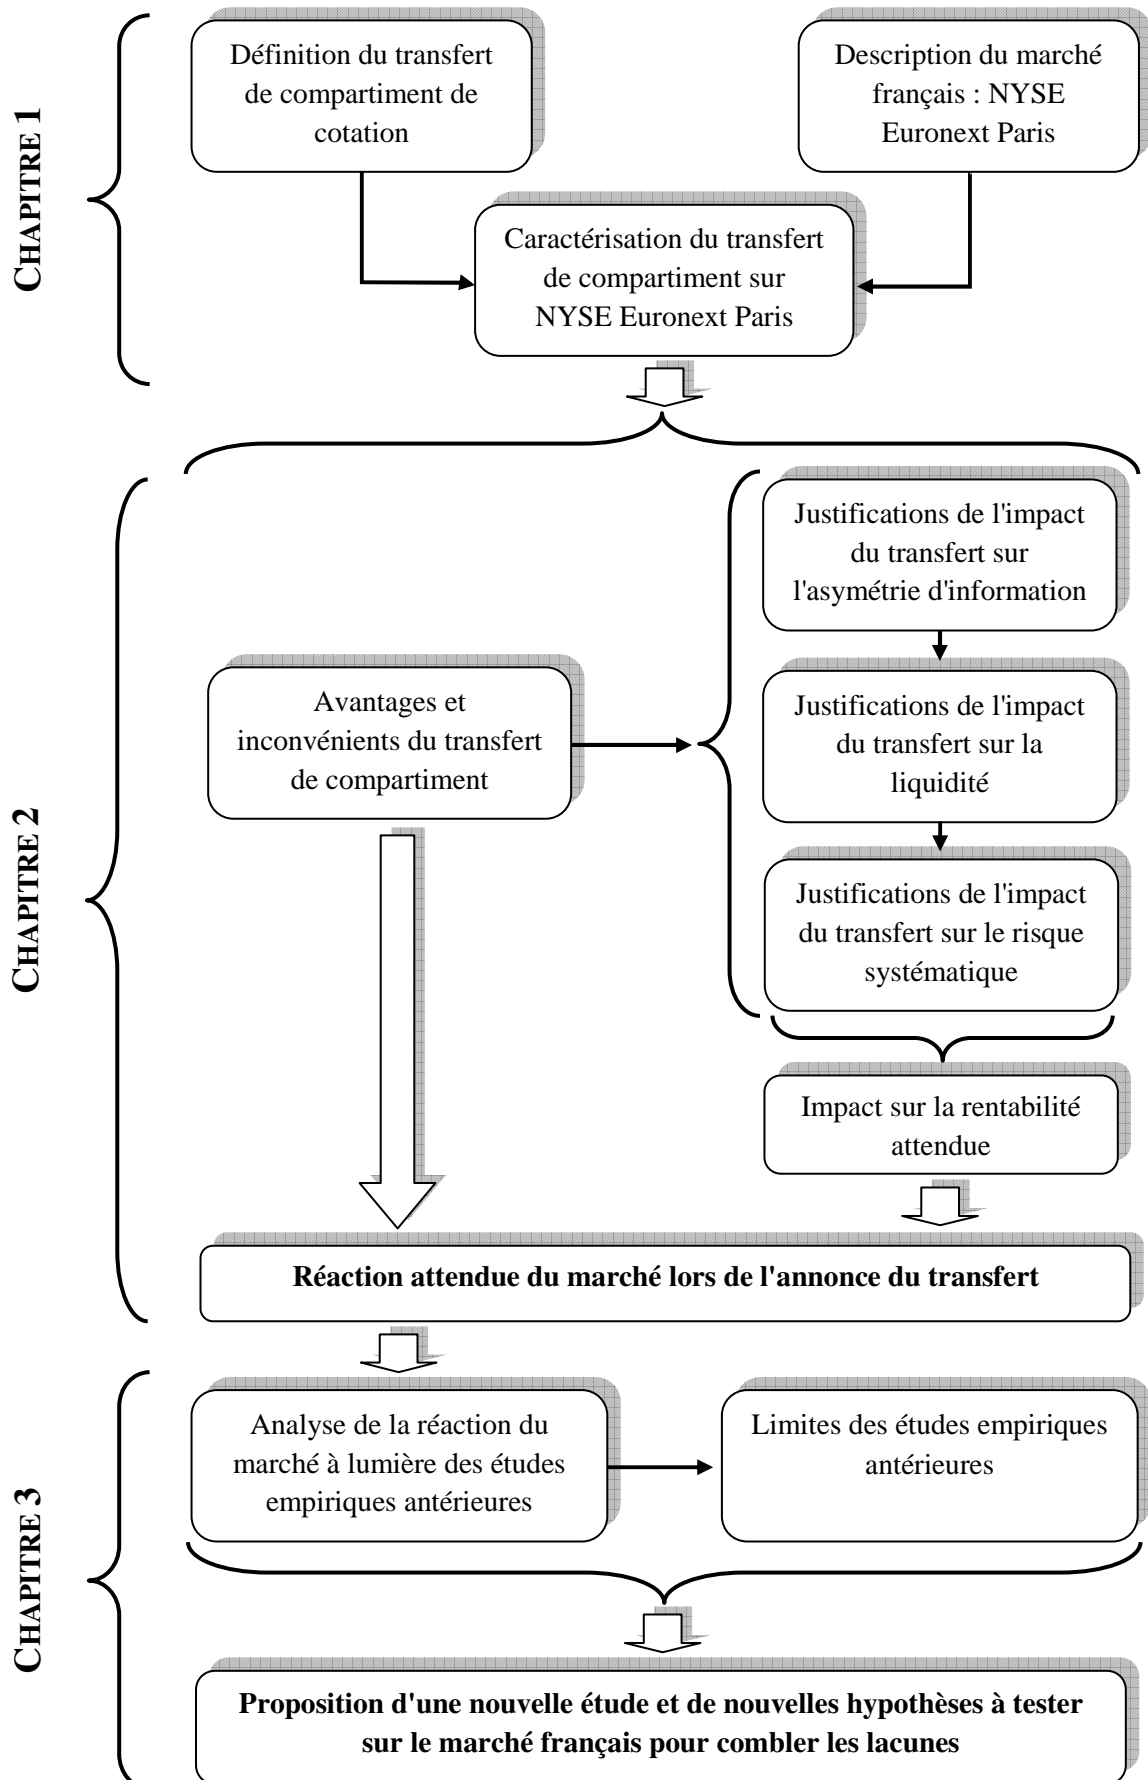 CHAPITRE 1
Définition du transfert
de compartiment de
cotation
Description du marché
français : NYSE
Euronext Paris
Caractérisation du transfert
de compartiment sur
NYSE Euronext Paris
CHAPITRE 2
Avantages et
inconvénients du transfert
de compartiment
Justifications de l'impact
du transfert sur
l'asymétrie d'information
Justifications de l'impact
du transfert sur la
liquidité
Justifications de l'impact
du transfert sur le risque
systématique
Impact sur la rentabilité
attendue
Réaction attendue du marché lors de l'annonce du transfert
CHAPITRE 3
Analyse de la réaction du
marché à lumière des études
empiriques antérieures
Limites des études empiriques
antérieures
Proposition d'une nouvelle étude et de nouvelles hypothèses à tester
sur le marché français pour combler les lacunes